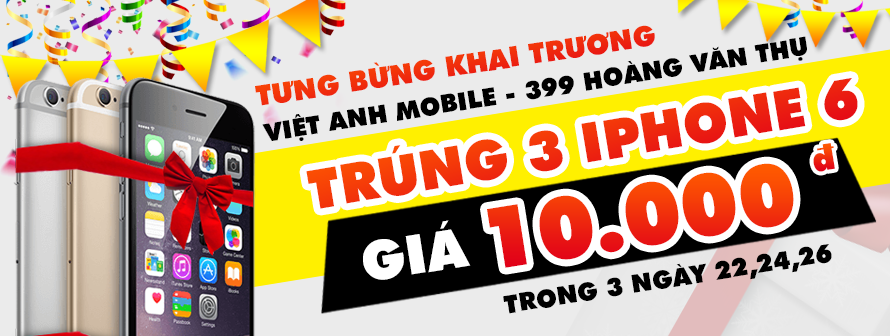 TƯNG BỪNG KHAI TRƯƠNG
VIỆT ANH MOBILE - 399 HOÀNG VĂN THỤ
TRÚNG 3 IPHONE 6
GIÁ 10.000 đ
TRONG 3 NGÀY 22,24,26